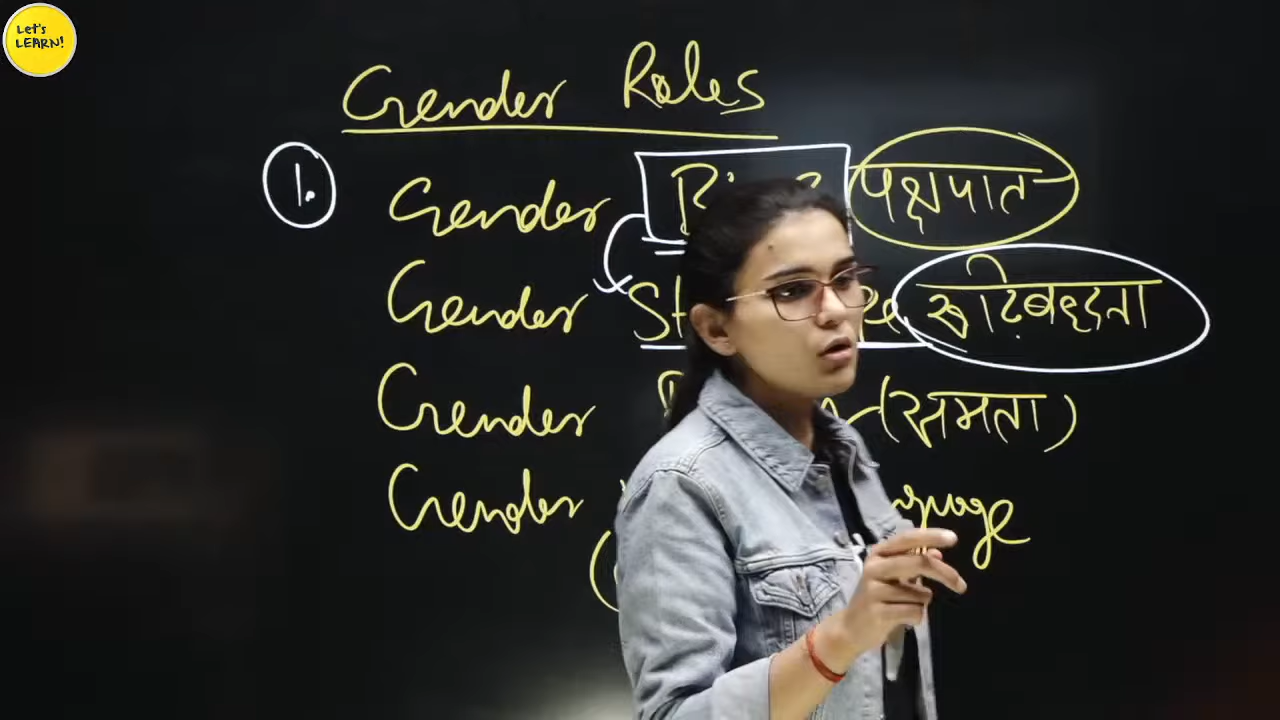 Let's
LEARN!
Gender Roles
1.
Gender पक्षपात
Gender रूढ़िबद्धता
Gender (समता)
Gender